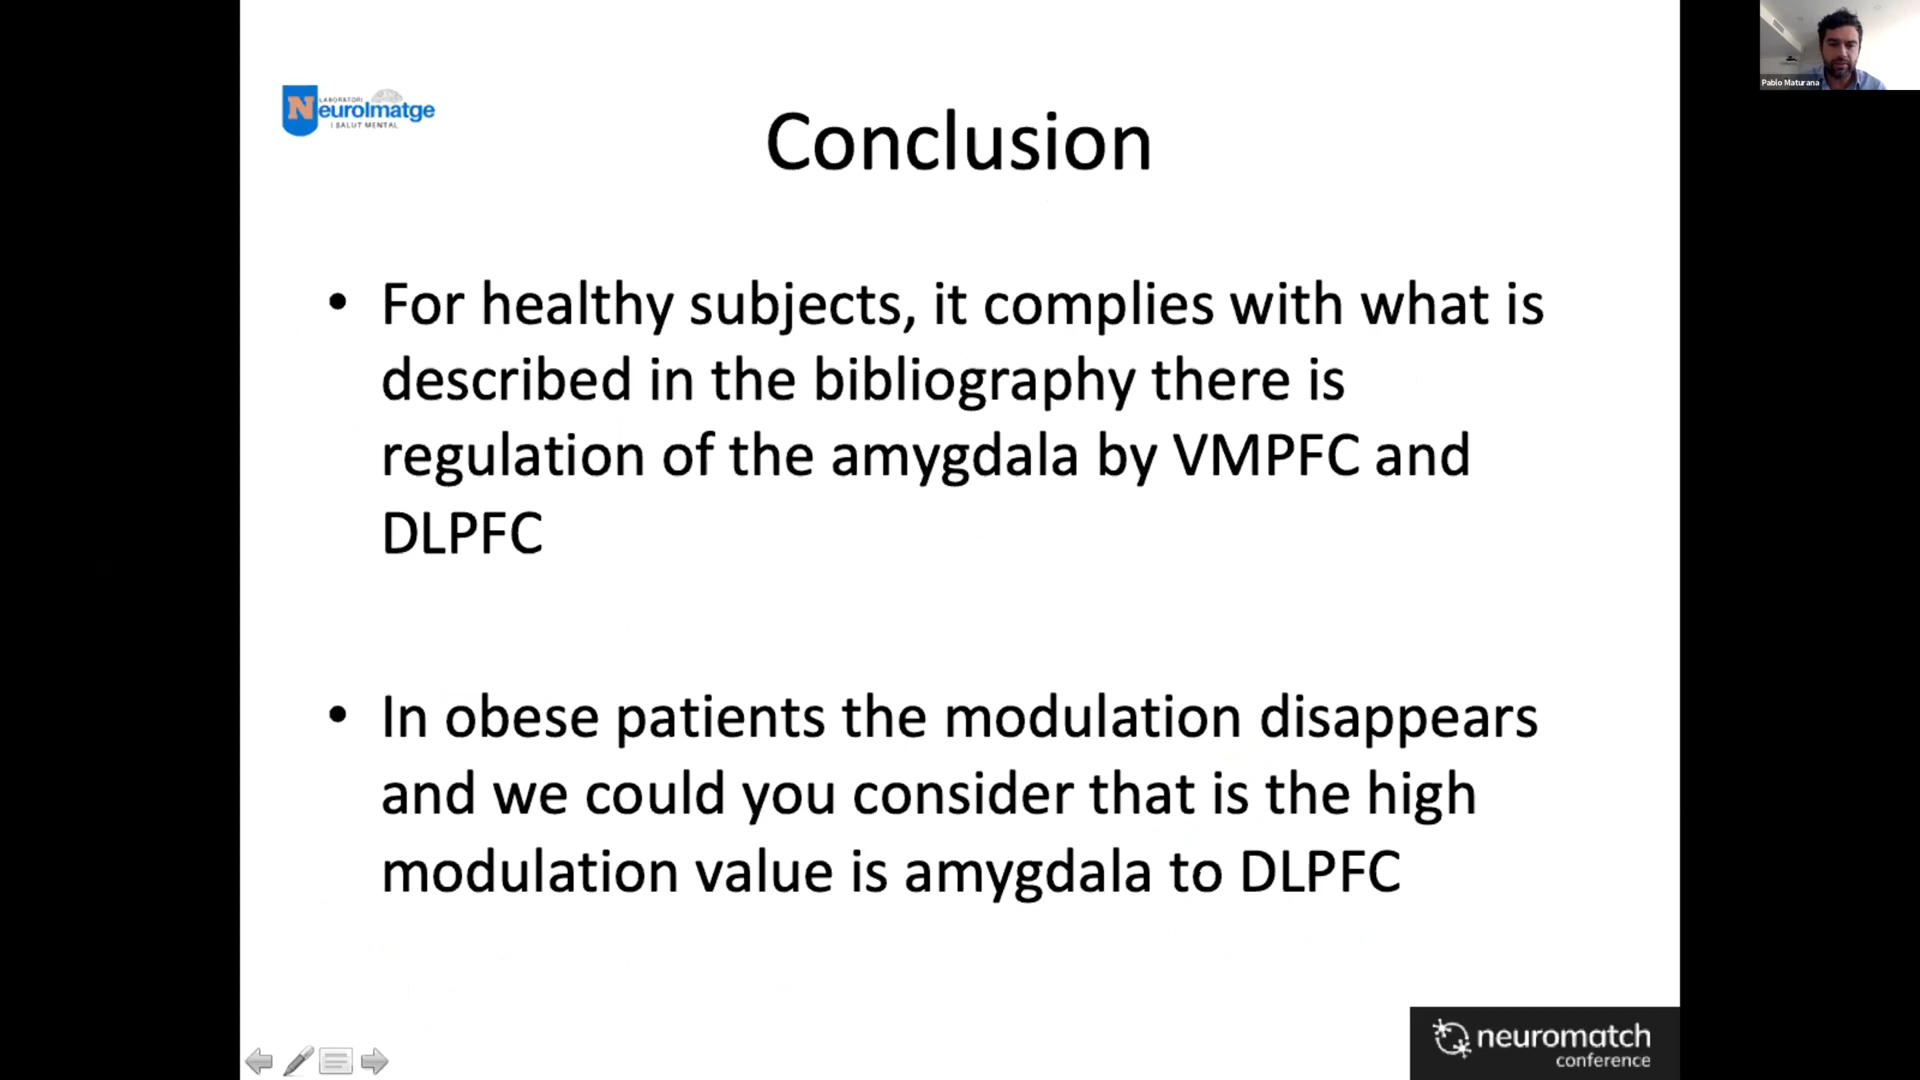 Pablo Maturana
LABORATORI
NeuroImatge
I SALUT MENTAL
Conclusion
• For healthy subjects, it complies with what is
described in the bibliography there is
regulation of the amygdala by VMPFC and
DLPFC
• In obese patients the modulation disappears
and we could you consider that is the high
modulation value is amygdala to DLPFC
neuromatch
conference